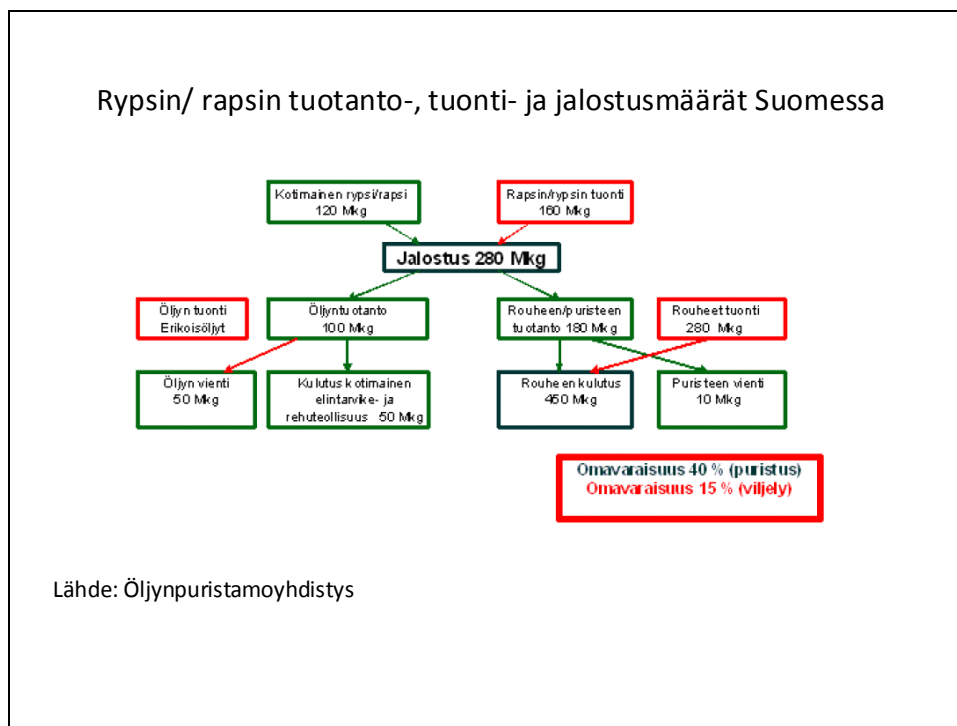 Rypsin/ rapsin tuotanto-, tuonti- ja jalostusmäärät Suomessa
Kotimainen rypsi/rapsi
120 Mkg
Rapsin/rypsin tuonti
160 Mkg
Jalostus 280 Mkg
Öljyn tuonti
Erikoisöljyt
Öljyntuotanto
100 Mkg
Rouheen/puristeen
tuotanto 180 Mkg
Rouheet tuonti
280 Mkg
Öljyn vienti
50 Mkg
Kulutus kotimainen
elintarvike- ja
rehuteollisuus 50 Mkg
Rouheen kulutus
450 Mkg
Puristeen vienti
10 Mkg
Omavaraisuus 40 % (puristus)
Omavaraisuus 15 % (viljely)
Lähde: Öljynpuristamoyhdistys